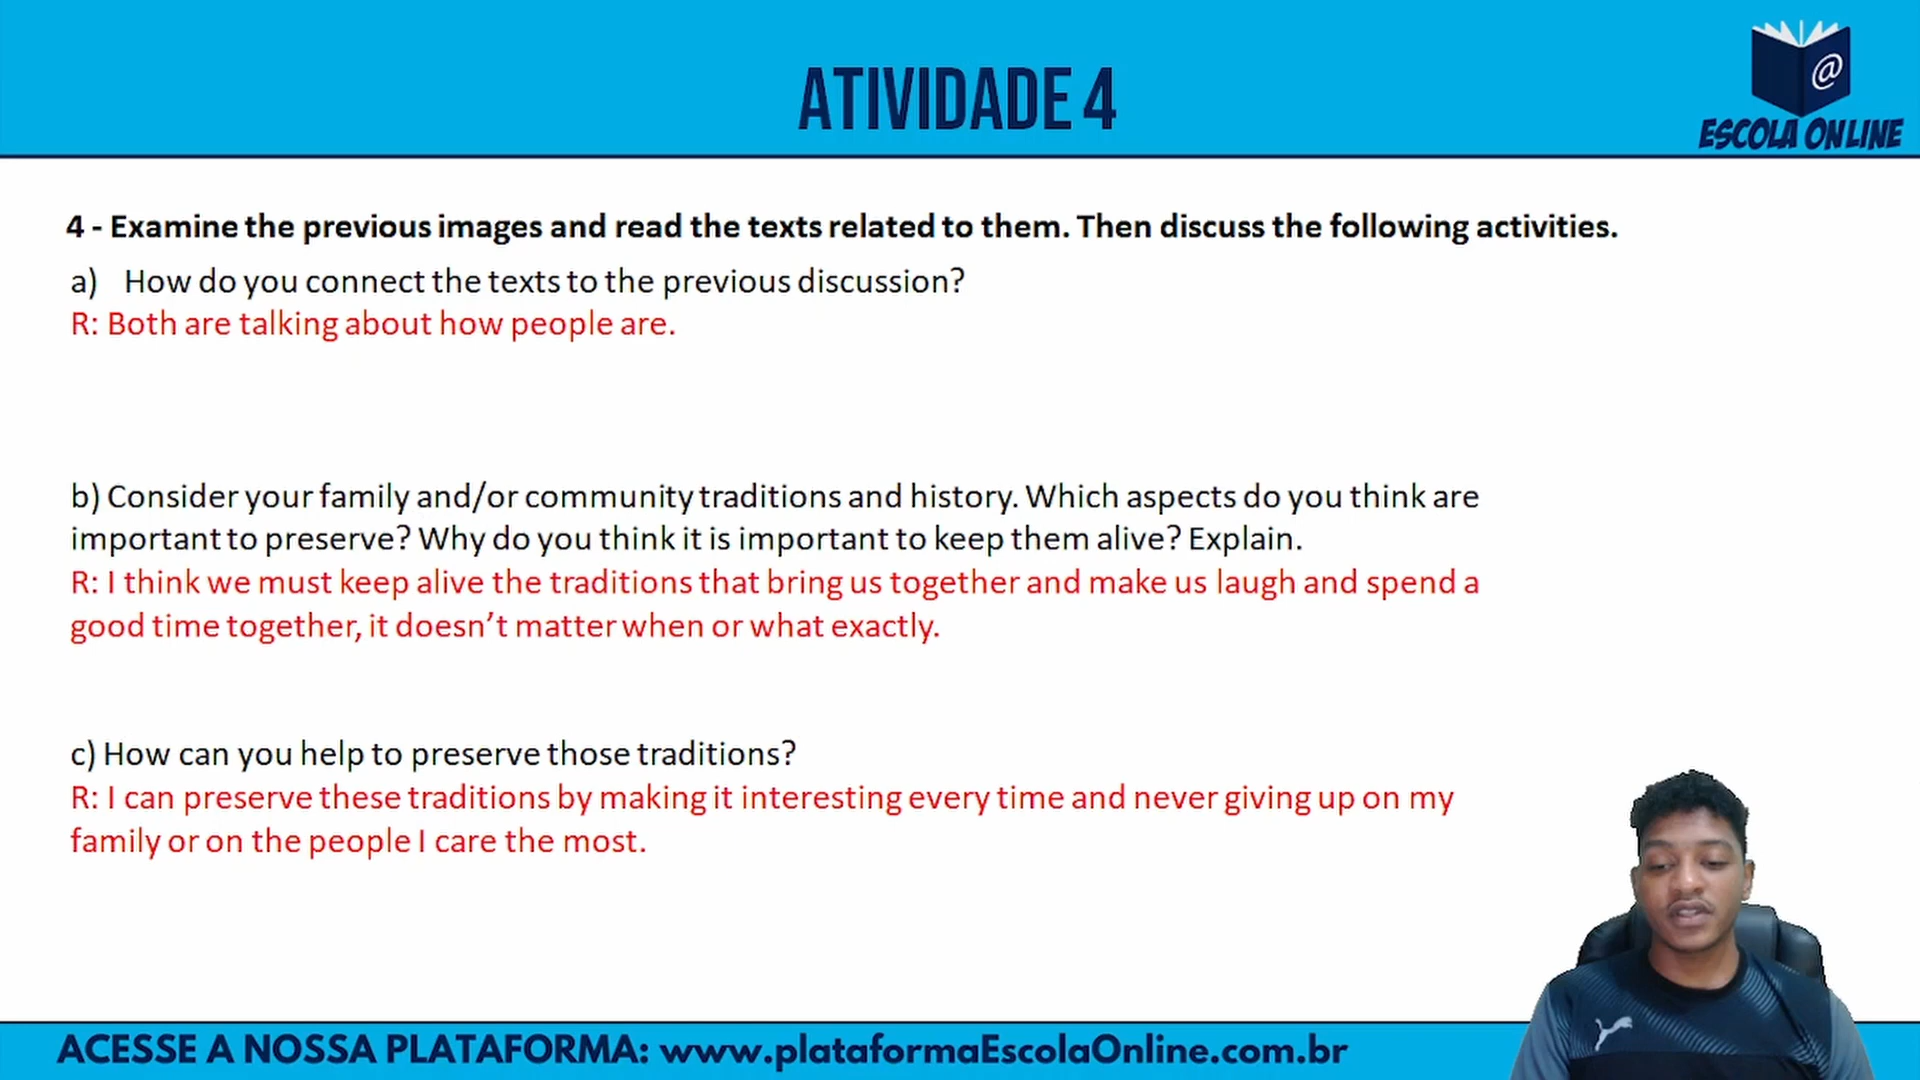 ATIVIDADE 4
@
ESCOLA ONLINE
4 - Examine the previous images and read the texts related to them. Then discuss the following activities.
a) How do you connect the texts to the previous discussion?
R: Both are talking about how people are.
b) Consider your family and/or community traditions and history. Which aspects do you think are
important to preserve? Why do you think it is important to keep them alive? Explain.
R: I think we must keep alive the traditions that bring us together and make us laugh and spend a
good time together, it doesn’t matter when or what exactly.
c) How can you help to preserve those traditions?
R: I can preserve these traditions by making it interesting every time and never giving up on my
family or on the people I care the most.
ACESSE A NOSSA PLATAFORMA: www.plataformaEscolaOnline.com.br